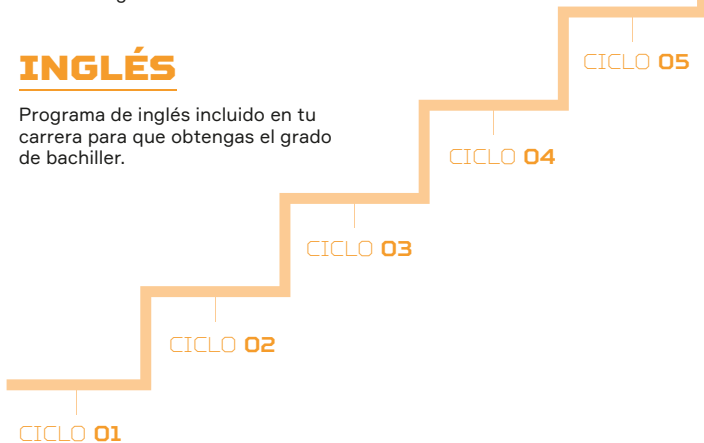 INGLÉS
Programa de inglés incluido en tu
carrera para que obtengas el grado
de bachiller.
CICLO 05
CICLO 04
CICLO 03
CICLO 02
CICLO 01